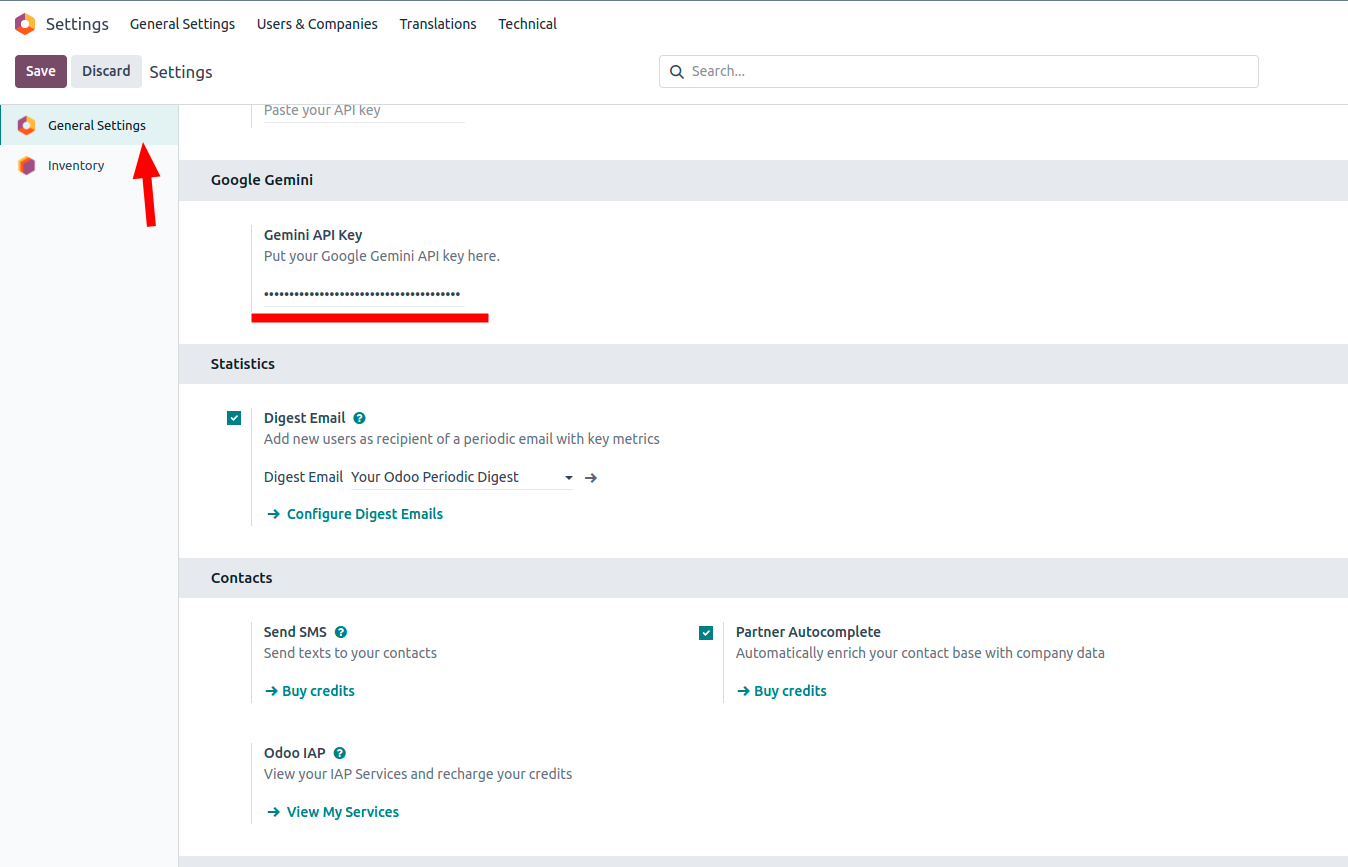 Settings General Settings Users & Companies Translations Technical
Save Discard Settings Search...
Paste your API key
General Settings
Inventory
Google Gemini
Gemini API Key
Put your Google Gemini API key here.
•••••••••••••••••••••••••••••••••••••••
Statistics
Digest Email ?
Add new users as recipient of a periodic email with key metrics
Digest Email Your Odoo Periodic Digest
Configure Digest Emails
Contacts
Send SMS ?
Send texts to your contacts
Buy credits
Partner Autocomplete
Automatically enrich your contact base with company data
Buy credits
Odoo IAP ?
View your IAP Services and recharge your credits
View My Services